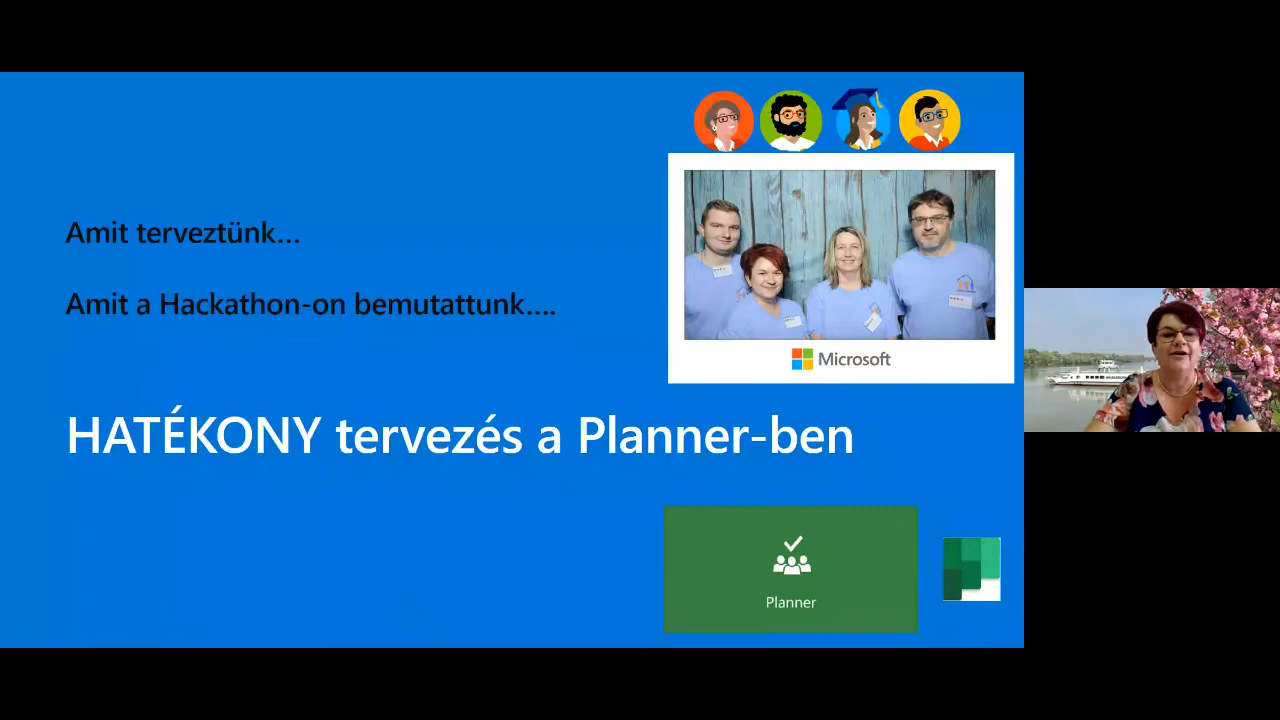 Amit terveztünk...
Amit a Hackathon-on bemutattunk....
Microsoft
HATÉKONY tervezés a Planner-ben
Planner